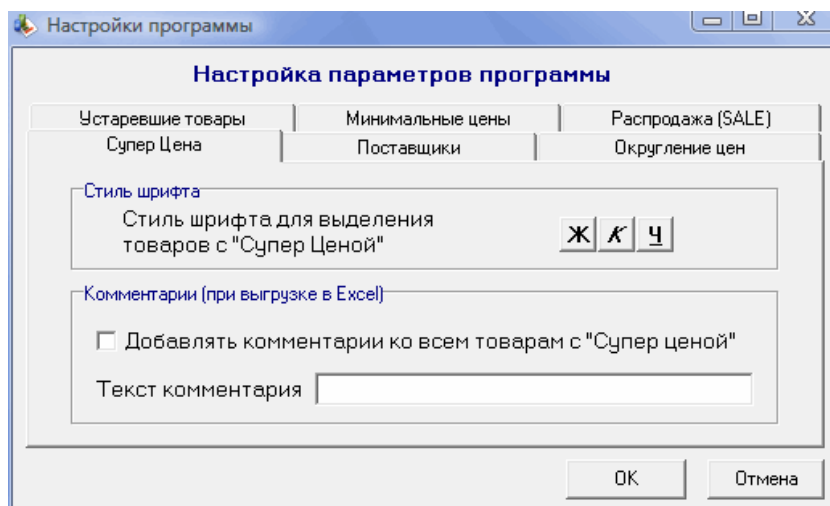 Настройки программы
Настройка параметров программы
Устаревшие товары
Минимальные цены
Распродажа (SALE)
Супер Цена
Поставщики
Округление цен
Стиль шрифта
Стиль шрифта для выделения
товаров с "Супер Ценой"
Ж К Ч
Комментарии (при выгрузке в Excel)
Добавлять комментарии ко всем товарам с "Супер ценой"
Текст комментария
OK
Отмена